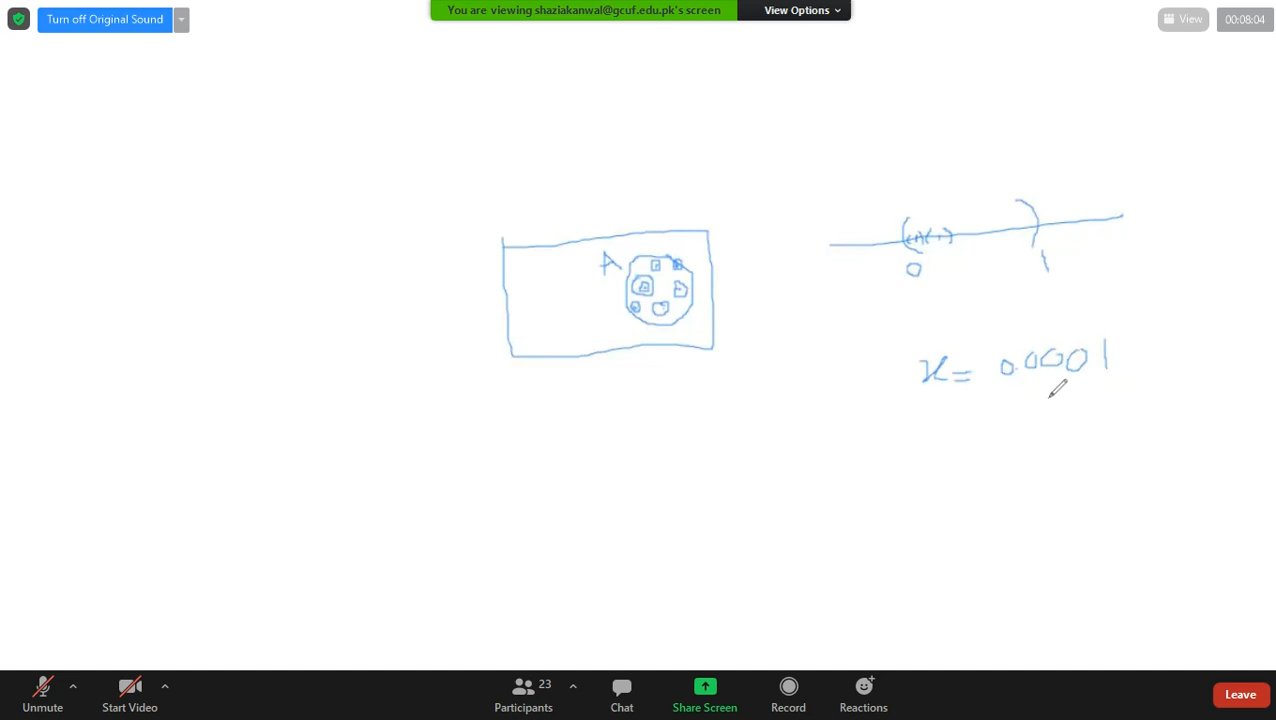 Turn off Original Sound
You are viewing shaziakanwal@gcuf.edu.pk's screen
View Options
View
00:08:04
A
0
1
x = 0.0001
Unmute
Start Video
23
Participants
Chat
Share Screen
Record
Reactions
Leave